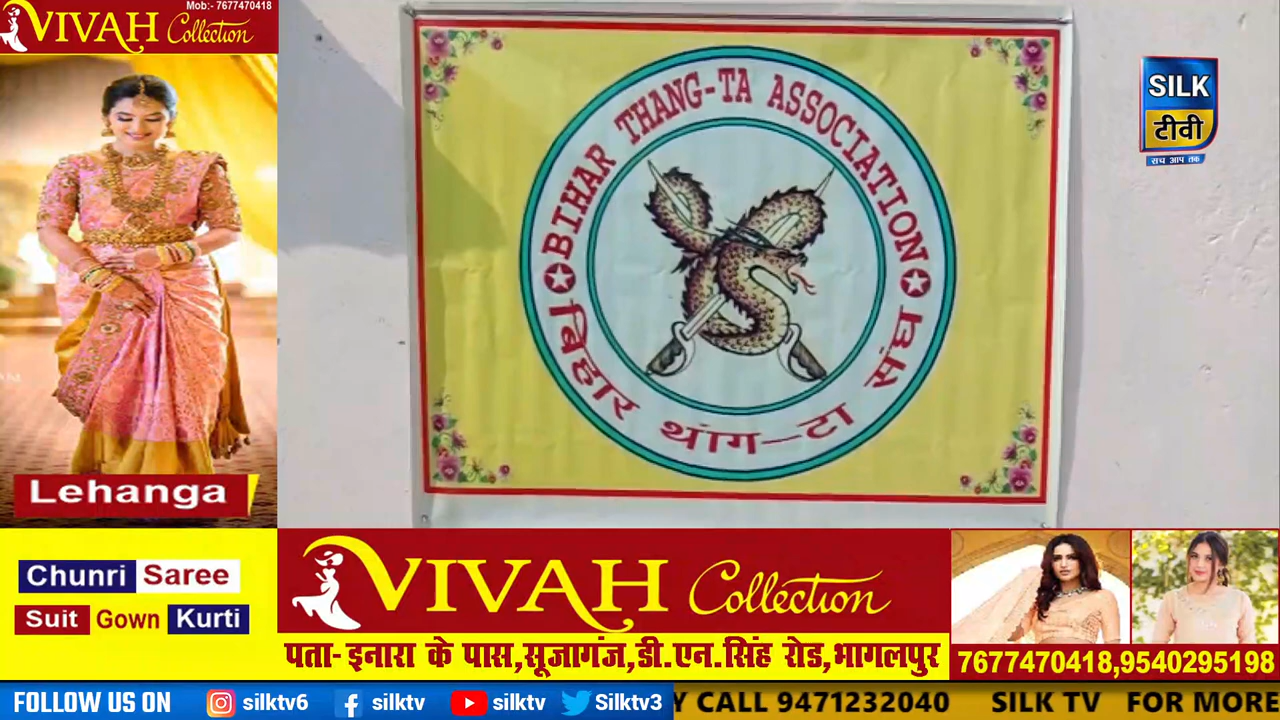 Mob:- 7677470418
VIVAH Collection
BIHAR THANG-TA ASSOCIATION
बिहार थांग-टा संघ
SILK
टीवी
सच आप तक
Lehanga
Chunri Saree
Suit Gown Kurti
VIVAH Collection
पता- इनारा के पास,सूजागंज,डी.एन.सिंह रोड,भागलपुर
7677470418,9540295198
FOLLOW US ON silktv6 silktv silktv Silktv3
Y CALL 9471232040 SILK TV FOR MORE